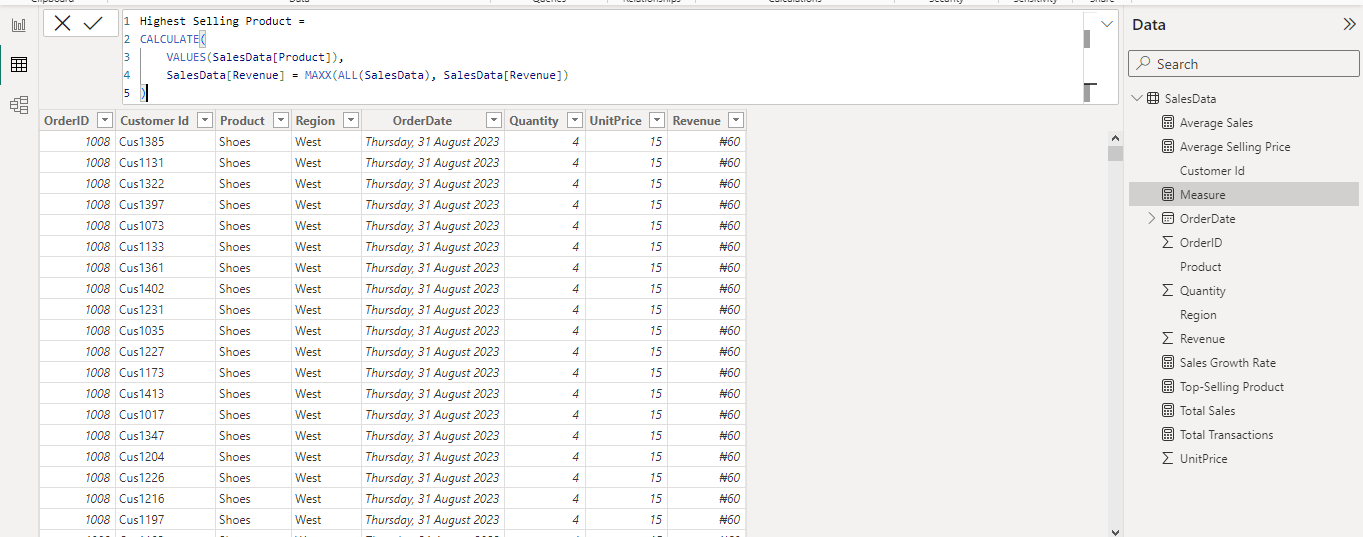 Clipboard Data Queries Relationships Calculations Security Sensitivity Share
1 Highest Selling Product =
2 CALCULATE(
3 VALUES(SalesData[Product]),
4 SalesData[Revenue] = MAXX(ALL(SalesData), SalesData[Revenue])
5 )
OrderID Customer Id Product Region OrderDate Quantity UnitPrice Revenue
1008 Cus1385 Shoes West Thursday, 31 August 2023 4 15 ₦60
1008 Cus1131 Shoes West Thursday, 31 August 2023 4 15 ₦60
1008 Cus1322 Shoes West Thursday, 31 August 2023 4 15 ₦60
1008 Cus1397 Shoes West Thursday, 31 August 2023 4 15 ₦60
1008 Cus1073 Shoes West Thursday, 31 August 2023 4 15 ₦60
1008 Cus1133 Shoes West Thursday, 31 August 2023 4 15 ₦60
1008 Cus1361 Shoes West Thursday, 31 August 2023 4 15 ₦60
1008 Cus1402 Shoes West Thursday, 31 August 2023 4 15 ₦60
1008 Cus1231 Shoes West Thursday, 31 August 2023 4 15 ₦60
1008 Cus1035 Shoes West Thursday, 31 August 2023 4 15 ₦60
1008 Cus1227 Shoes West Thursday, 31 August 2023 4 15 ₦60
1008 Cus1173 Shoes West Thursday, 31 August 2023 4 15 ₦60
1008 Cus1413 Shoes West Thursday, 31 August 2023 4 15 ₦60
1008 Cus1017 Shoes West Thursday, 31 August 2023 4 15 ₦60
1008 Cus1347 Shoes West Thursday, 31 August 2023 4 15 ₦60
1008 Cus1204 Shoes West Thursday, 31 August 2023 4 15 ₦60
1008 Cus1226 Shoes West Thursday, 31 August 2023 4 15 ₦60
1008 Cus1216 Shoes West Thursday, 31 August 2023 4 15 ₦60
1008 Cus1197 Shoes West Thursday, 31 August 2023 4 15 ₦60
Data
Search
SalesData
Average Sales
Average Selling Price
Customer Id
Measure
OrderDate
OrderID
Product
Quantity
Region
Revenue
Sales Growth Rate
Top-Selling Product
Total Sales
Total Transactions
UnitPrice